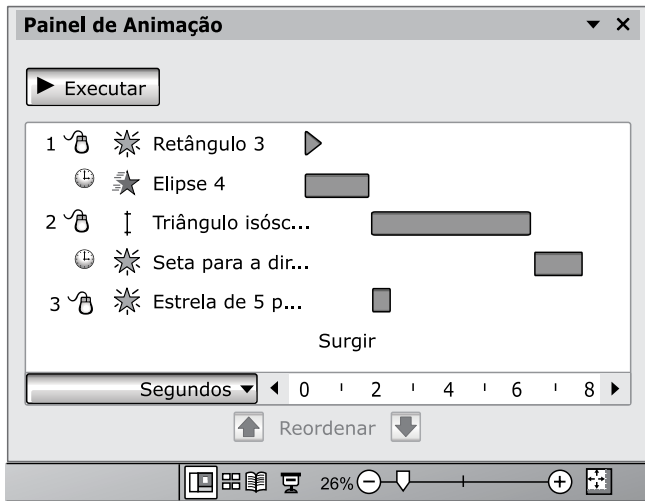 Painel de Animação
Executar
1 Retângulo 3
Elipse 4
2 Triângulo isósc...
Seta para a dir...
3 Estrela de 5 p...
Surgir
Segundos 0 2 4 6 8
Reordenar
26%